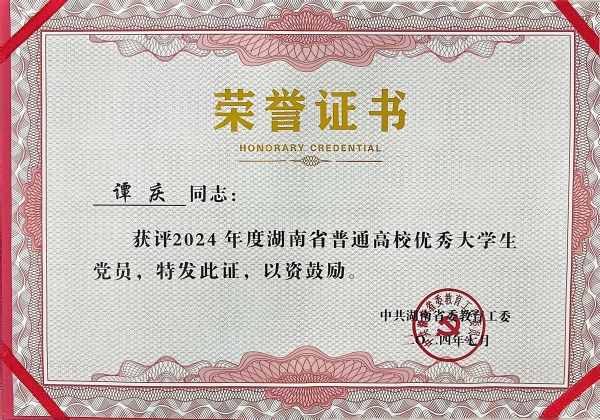 荣誉证书
HONORARY CREDENTIAL
谭庆 同志：
获评2024年度湖南省普通高校优秀大学生
党员，特发此证，以资鼓励。
中共湖南省委教育工委
二〇二四年七月